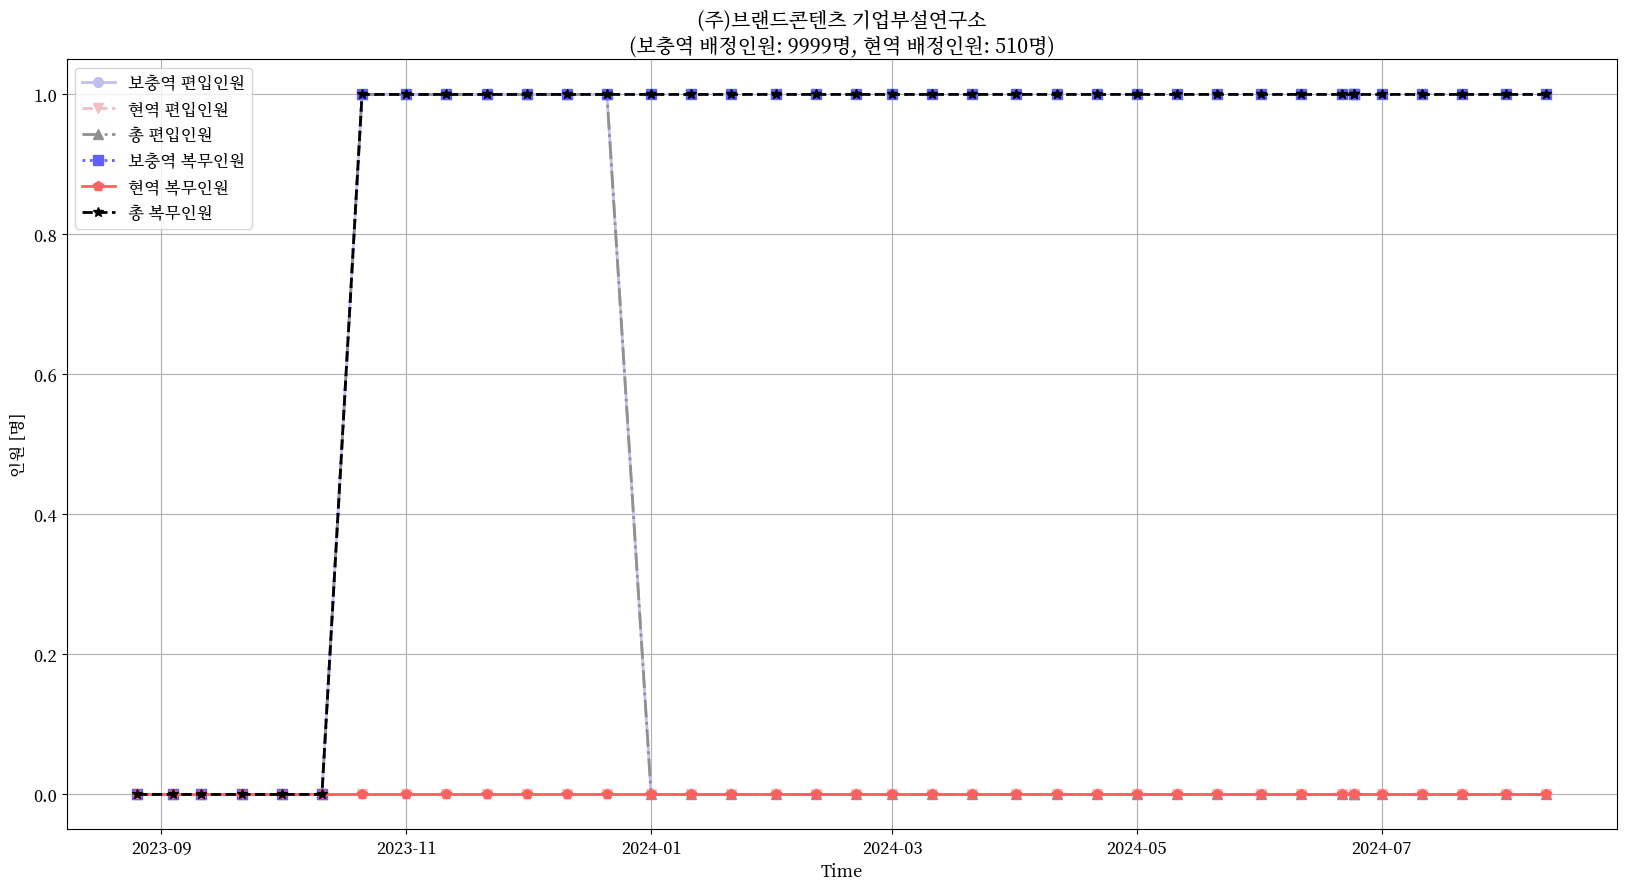 (주)브랜드콘텐츠 기업부설연구소
(보충역 배정인원: 9999명, 현역 배정인원: 510명)
보충역 편입인원
현역 편입인원
총 편입인원
보충역 복무인원
현역 복무인원
총 복무인원
1.0
0.8
0.6
0.4
0.2
0.0
인원 [명]
2023-09
2023-11
2024-01
2024-03
2024-05
2024-07
Time